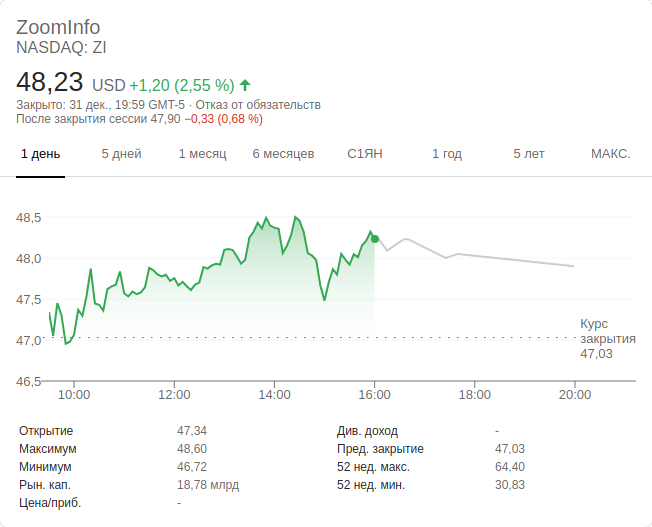 ZoomInfo
NASDAQ: ZI
48,23 USD +1,20 (2,55 %)
Закрыто: 31 дек., 19:59 GMT-5 · Отказ от обязательств
После закрытия сессии 47,90 −0,33 (0,68 %)
1 день 5 дней 1 месяц 6 месяцев С1ЯН 1 год 5 лет МАКС.
48,5
48,0
47,5
47,0
46,5
Курс
закрытия
47,03
10:00 12:00 14:00 16:00 18:00 20:00
Открытие 47,34 Див. доход -
Максимум 48,60 Пред. закрытие 47,03
Минимум 46,72 52 нед. макс. 64,40
Рын. кап. 18,78 млрд 52 нед. мин. 30,83
Цена/приб. -